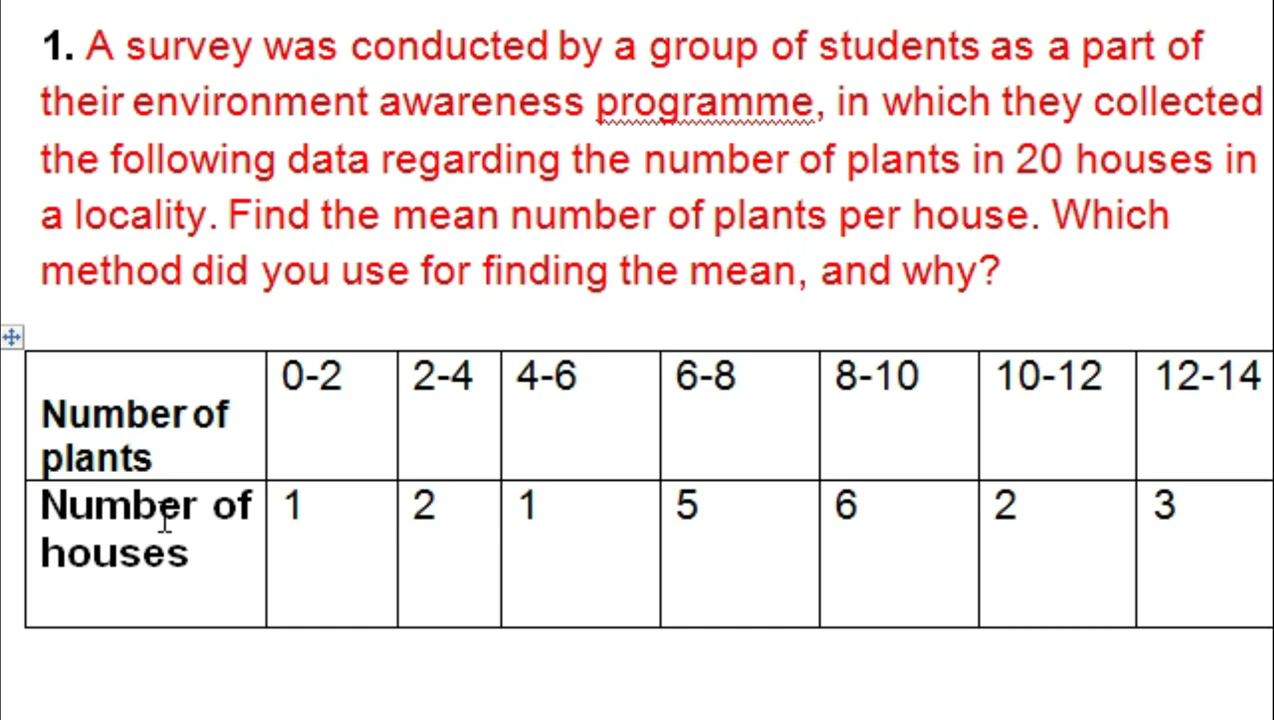 1. A survey was conducted by a group of students as a part of
their environment awareness programme, in which they collected
the following data regarding the number of plants in 20 houses in
a locality. Find the mean number of plants per house. Which
method did you use for finding the mean, and why?
Number of plants 0-2 2-4 4-6 6-8 8-10 10-12 12-14
Number of houses 1 2 1 5 6 2 3